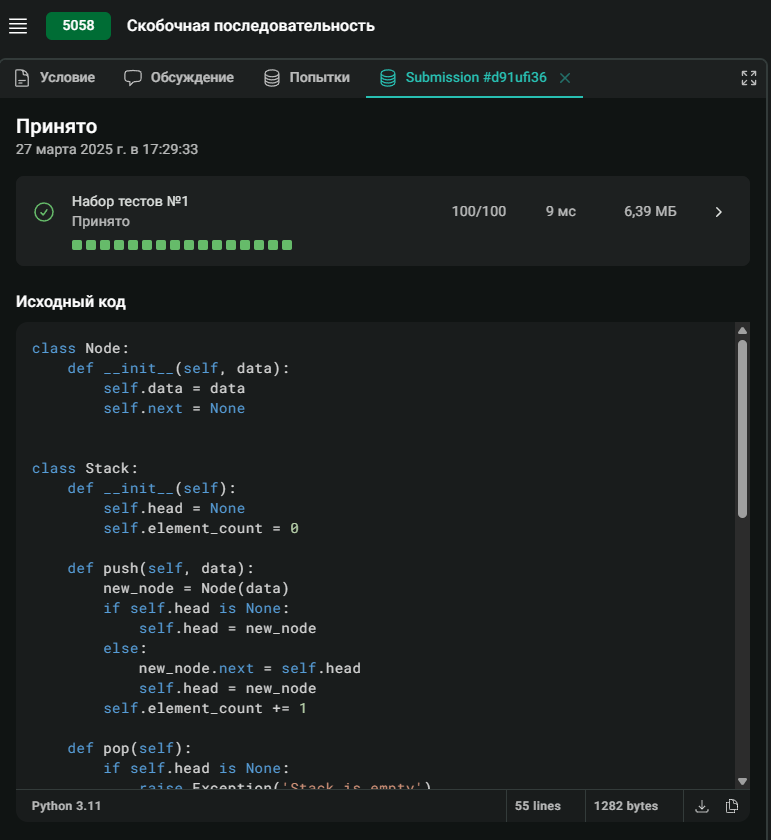 5058 Скобочная последовательность
Условие Обсуждение Попытки Submission #d91ufi36
Принято
27 марта 2025 г. в 17:29:33
Набор тестов №1
Принято
100/100 9 мс 6,39 МБ
Исходный код
class Node:
    def __init__(self, data):
        self.data = data
        self.next = None
class Stack:
    def __init__(self):
        self.head = None
        self.element_count = 0
    def push(self, data):
        new_node = Node(data)
        if self.head is None:
            self.head = new_node
        else:
            new_node.next = self.head
            self.head = new_node
        self.element_count += 1
    def pop(self):
        if self.head is None:
            raise Exception('Stack is empty')
Python 3.11 55 lines 1282 bytes